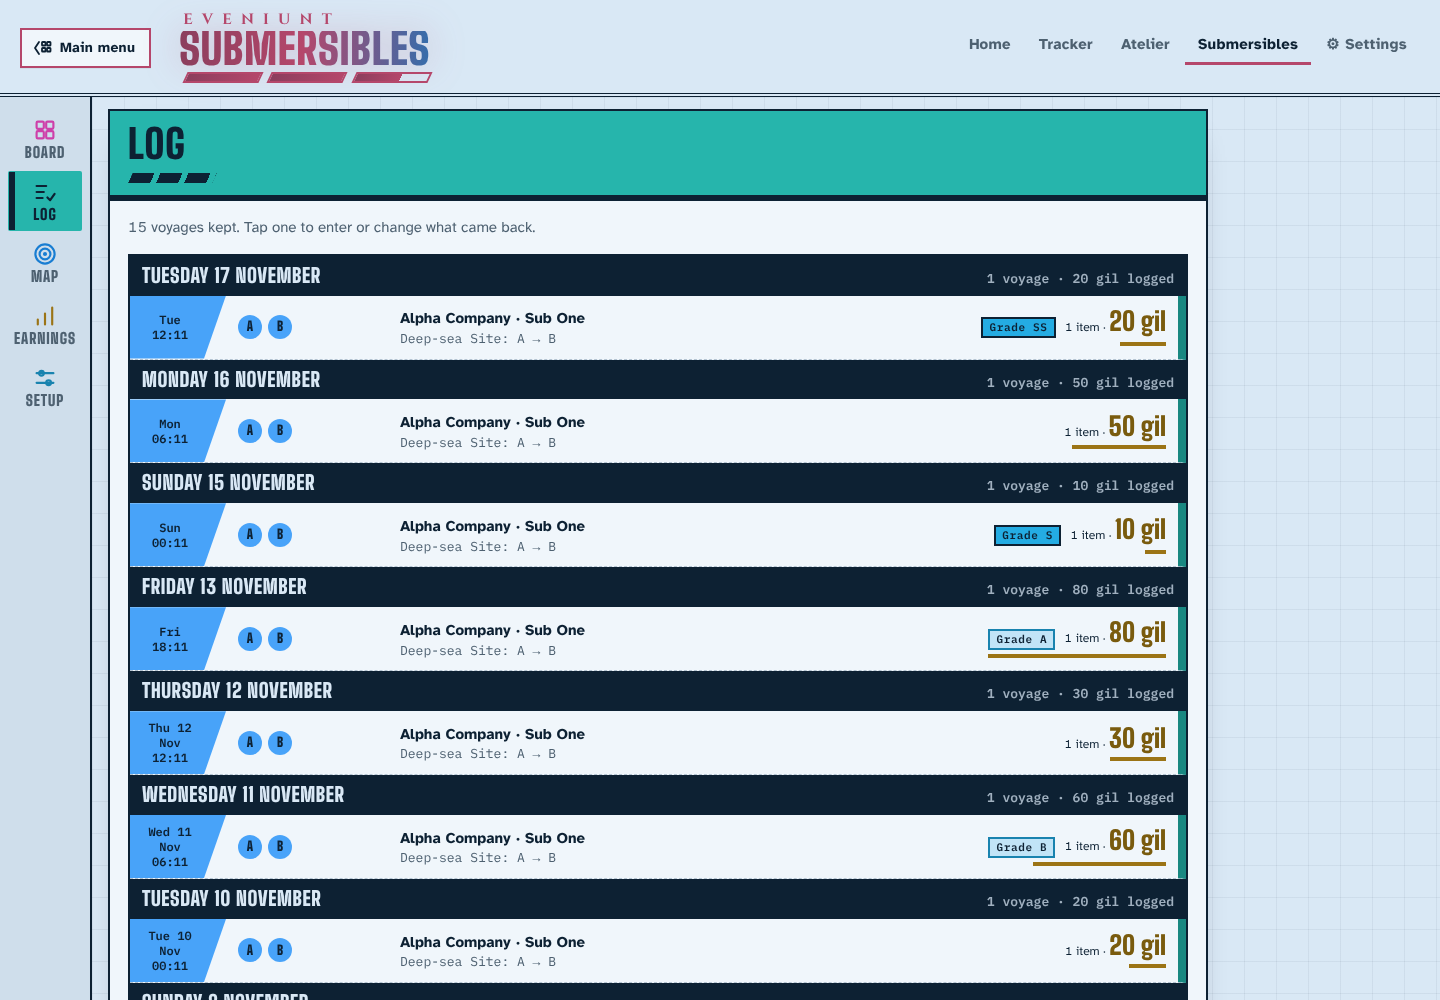 Main menu
EVENIUNT
SUBMERSIBLES
Home
Tracker
Atelier
Submersibles
Settings
BOARD
LOG
MAP
EARNINGS
SETUP
LOG
15 voyages kept. Tap one to enter or change what came back.
TUESDAY 17 NOVEMBER
1 voyage · 20 gil logged
Tue
12:11
A B
Alpha Company · Sub One
Deep-sea Site: A → B
Grade SS
1 item · 20 gil
MONDAY 16 NOVEMBER
1 voyage · 50 gil logged
Mon
06:11
A B
Alpha Company · Sub One
Deep-sea Site: A → B
1 item · 50 gil
SUNDAY 15 NOVEMBER
1 voyage · 10 gil logged
Sun
00:11
A B
Alpha Company · Sub One
Deep-sea Site: A → B
Grade S
1 item · 10 gil
FRIDAY 13 NOVEMBER
1 voyage · 80 gil logged
Fri
18:11
A B
Alpha Company · Sub One
Deep-sea Site: A → B
Grade A
1 item · 80 gil
THURSDAY 12 NOVEMBER
1 voyage · 30 gil logged
Thu 12
Nov
12:11
A B
Alpha Company · Sub One
Deep-sea Site: A → B
1 item · 30 gil
WEDNESDAY 11 NOVEMBER
1 voyage · 60 gil logged
Wed 11
Nov
06:11
A B
Alpha Company · Sub One
Deep-sea Site: A → B
Grade B
1 item · 60 gil
TUESDAY 10 NOVEMBER
1 voyage · 20 gil logged
Tue 10
Nov
00:11
A B
Alpha Company · Sub One
Deep-sea Site: A → B
1 item · 20 gil